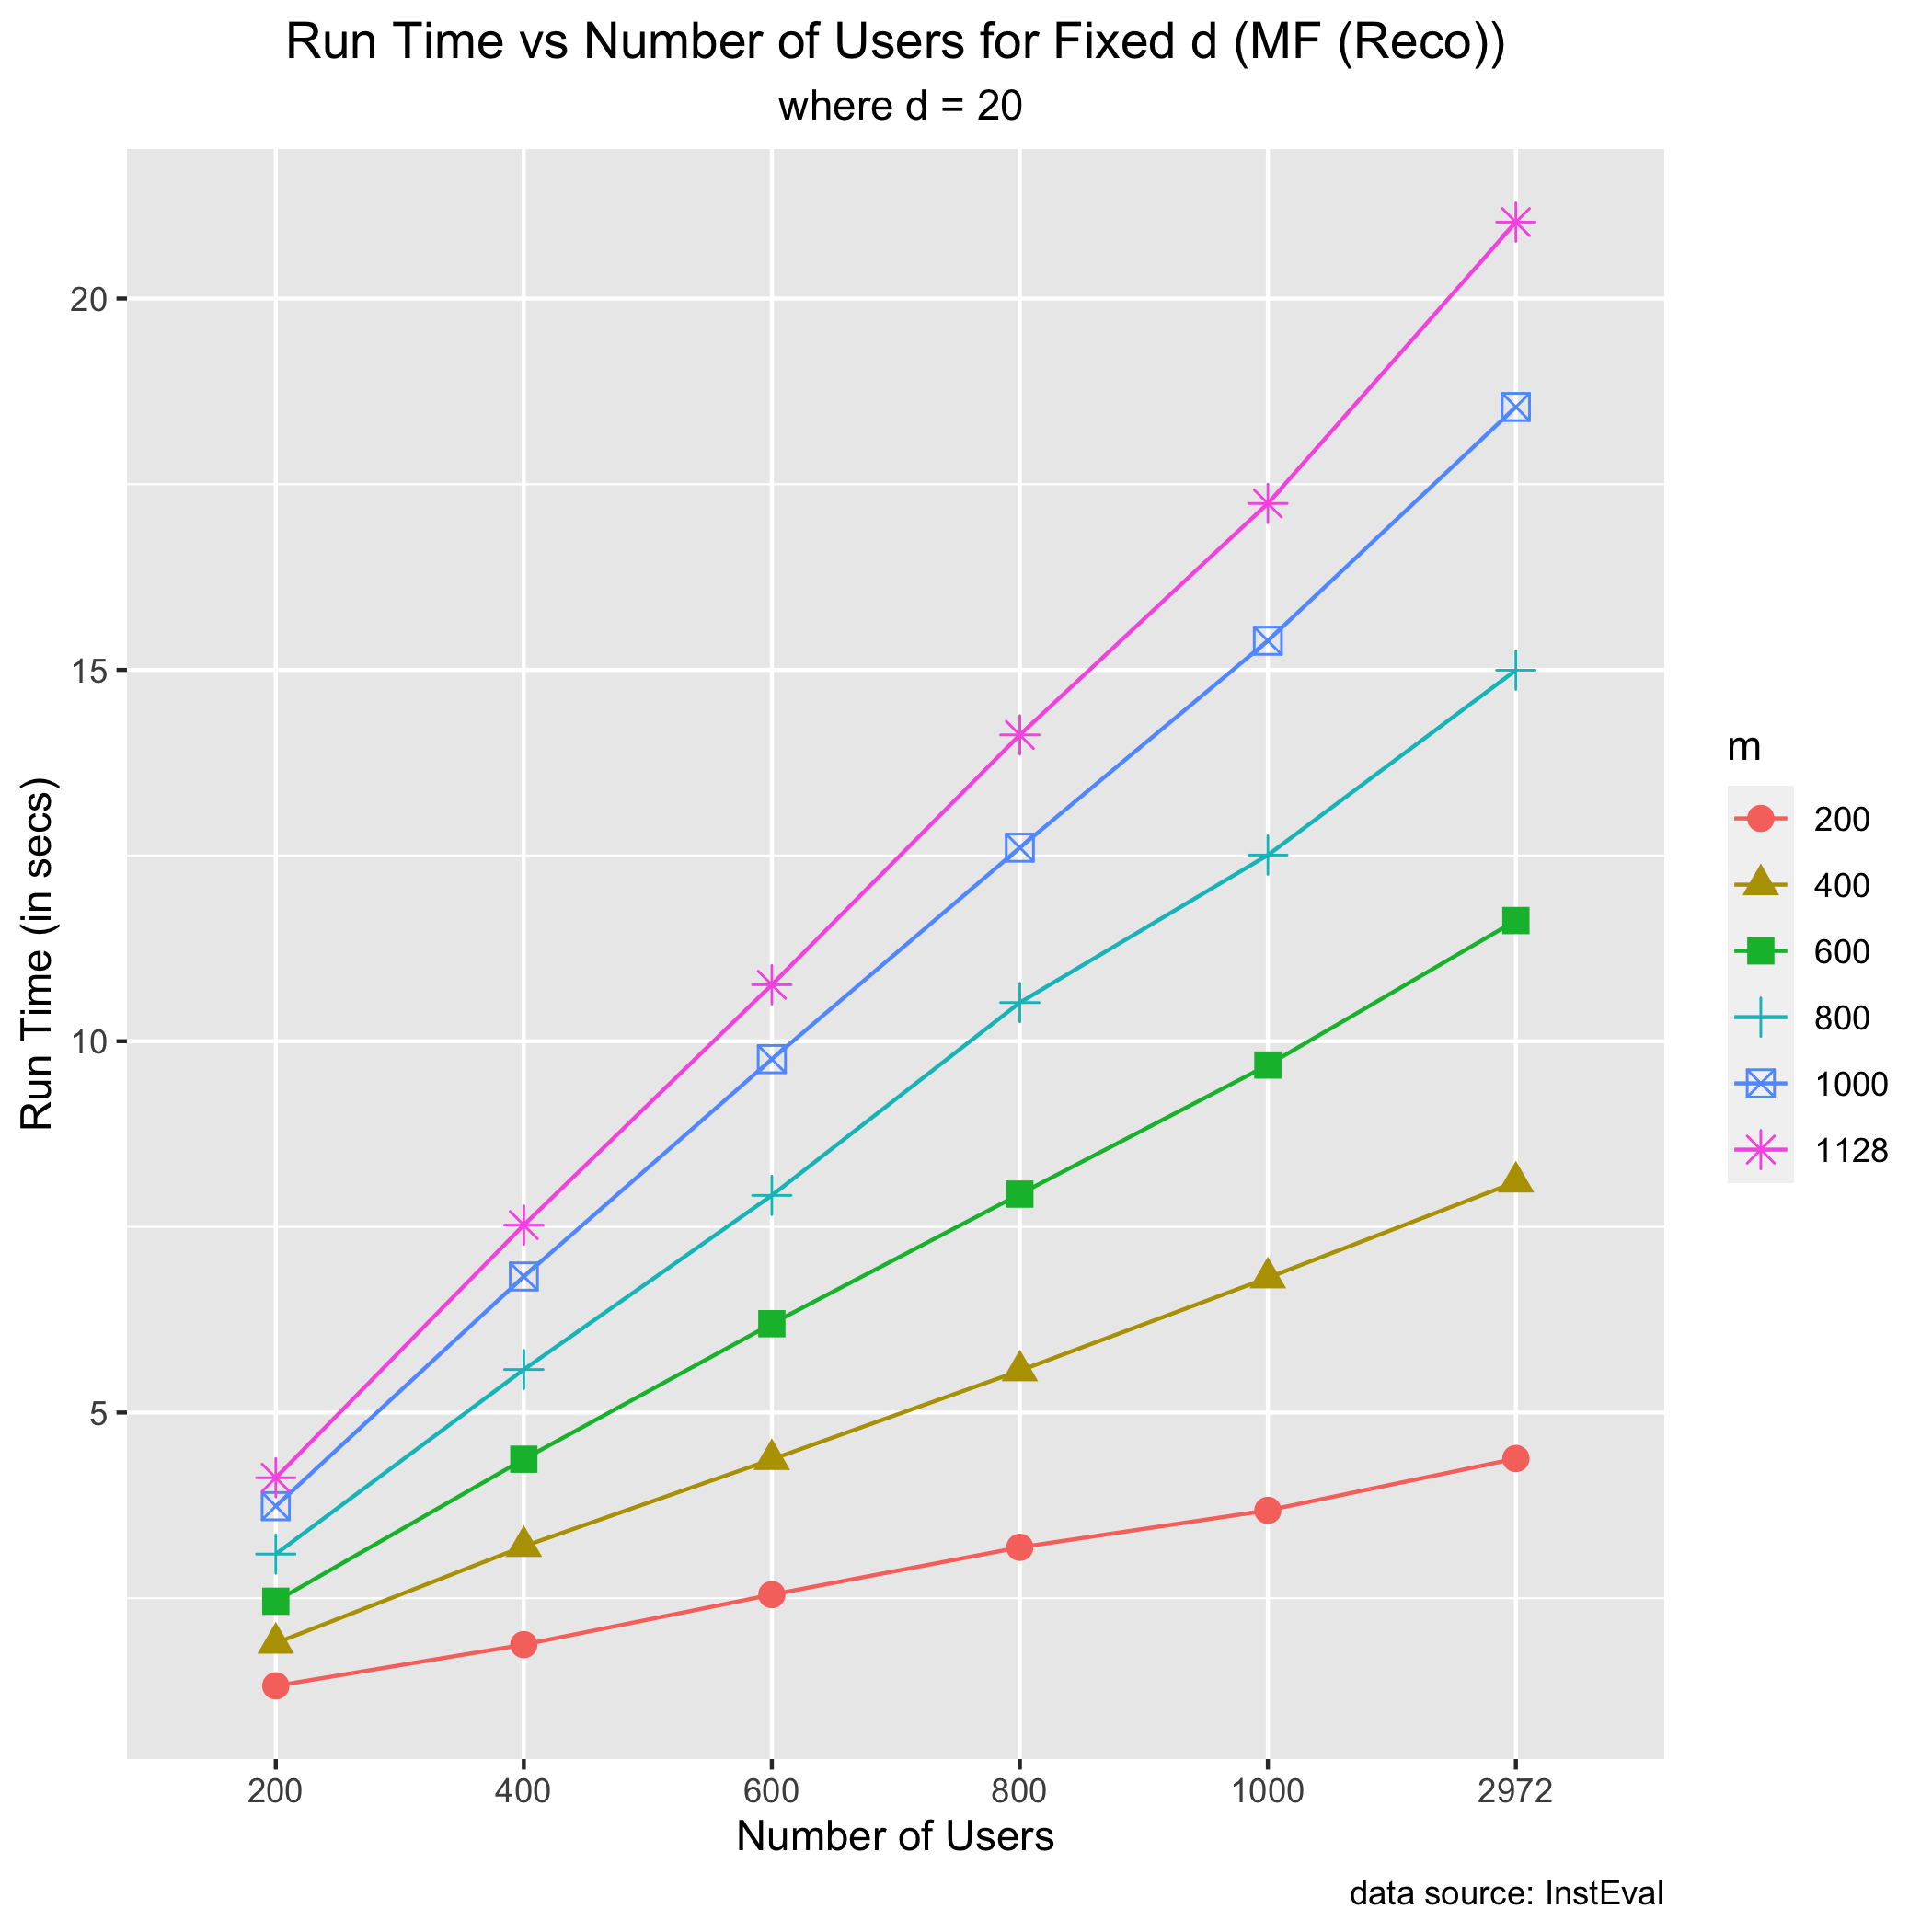 Run Time vs Number of Users for Fixed d (MF (Reco))
where d = 20
Run Time (in secs)
20
15
10
5
200 400 600 800 1000 2972
Number of Users
m
200
400
600
800
1000
1128
data source: InstEval